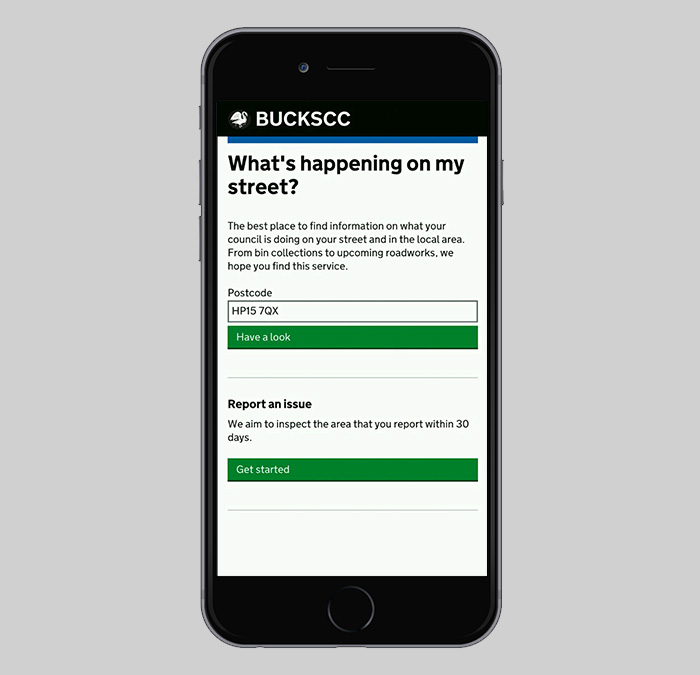 BUCKSCC
What's happening on my
street?
The best place to find information on what your
council is doing on your street and in the local area.
From bin collections to upcoming roadworks, we
hope you find this service.
Postcode
HP15 7QX
Have a look
Report an issue
We aim to inspect the area that you report within 30
days.
Get started